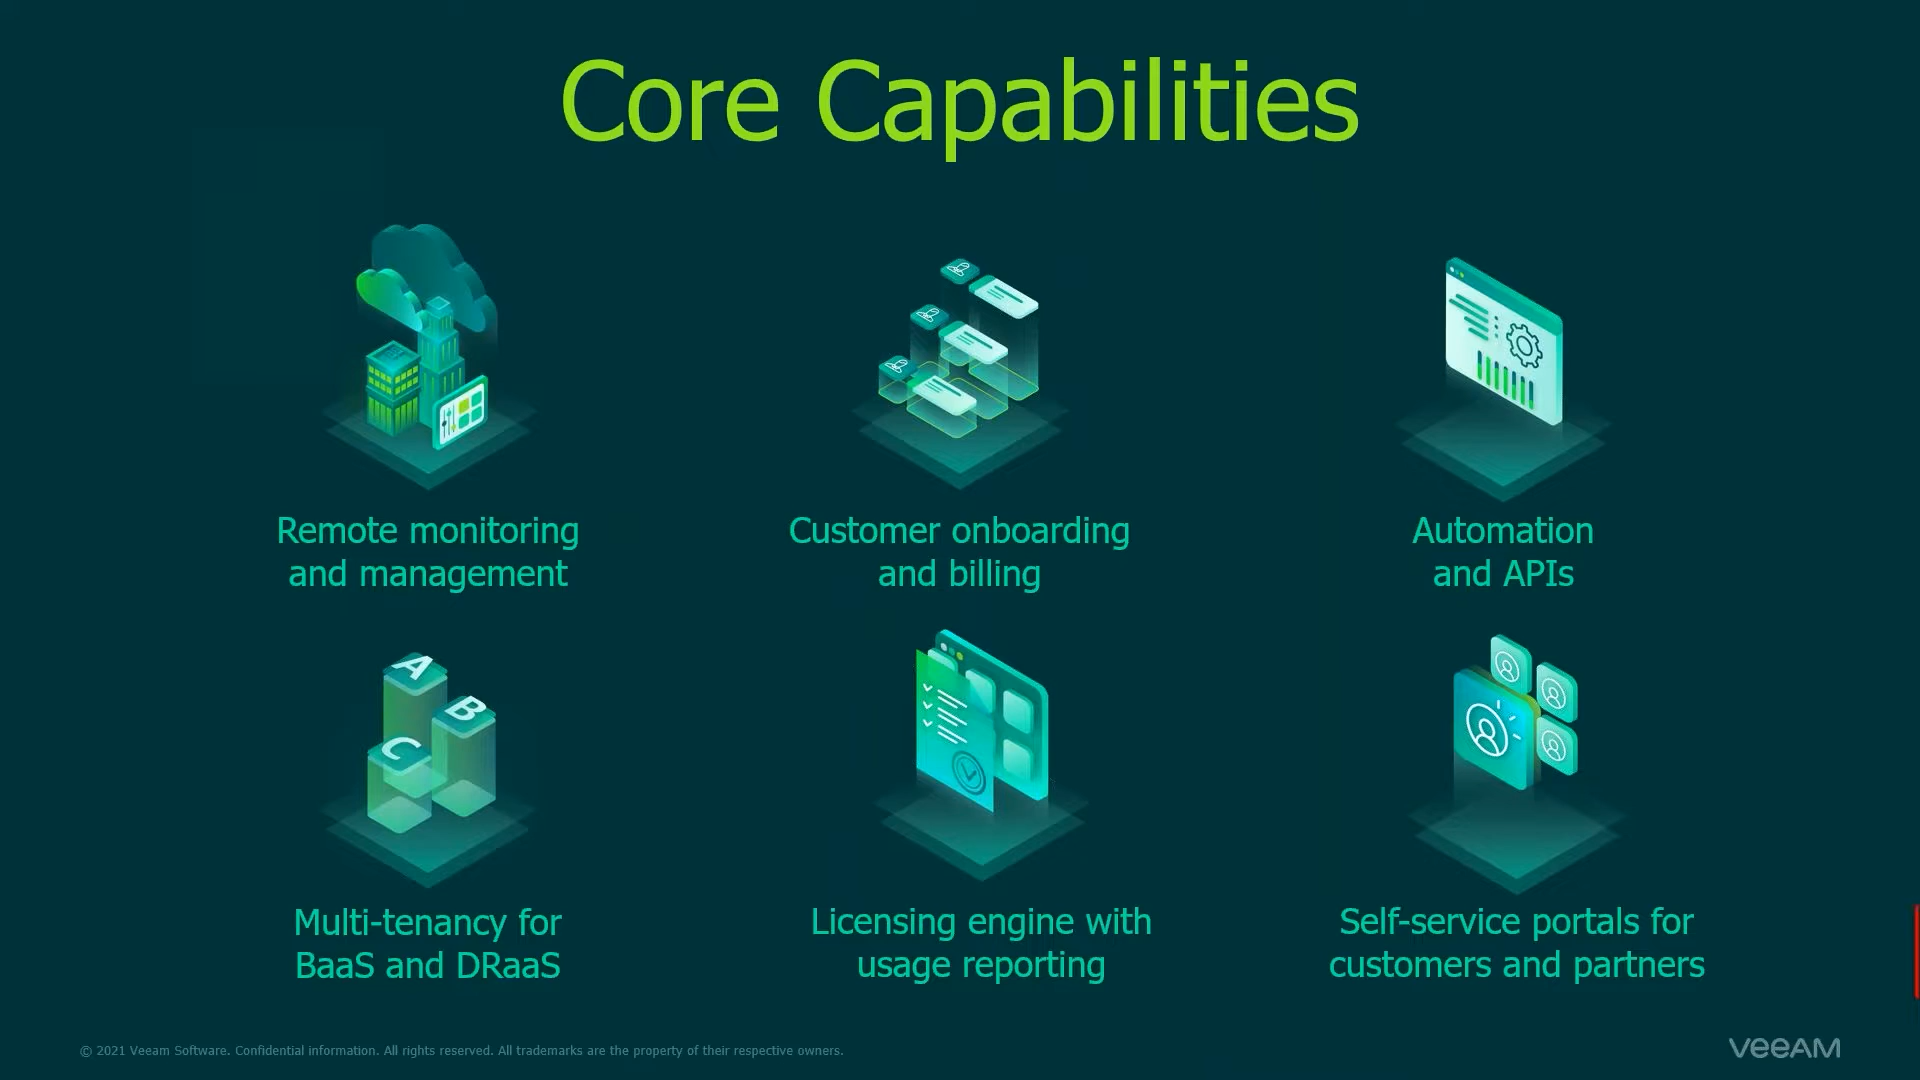 Core Capabilities
Remote monitoring
and management
Customer onboarding
and billing
Automation
and APIs
A
B
C
Multi-tenancy for
BaaS and DRaaS
Licensing engine with
usage reporting
Self-service portals for
customers and partners
© 2021 Veeam Software. Confidential information. All rights reserved. All trademarks are the property of their respective owners.
veeAM